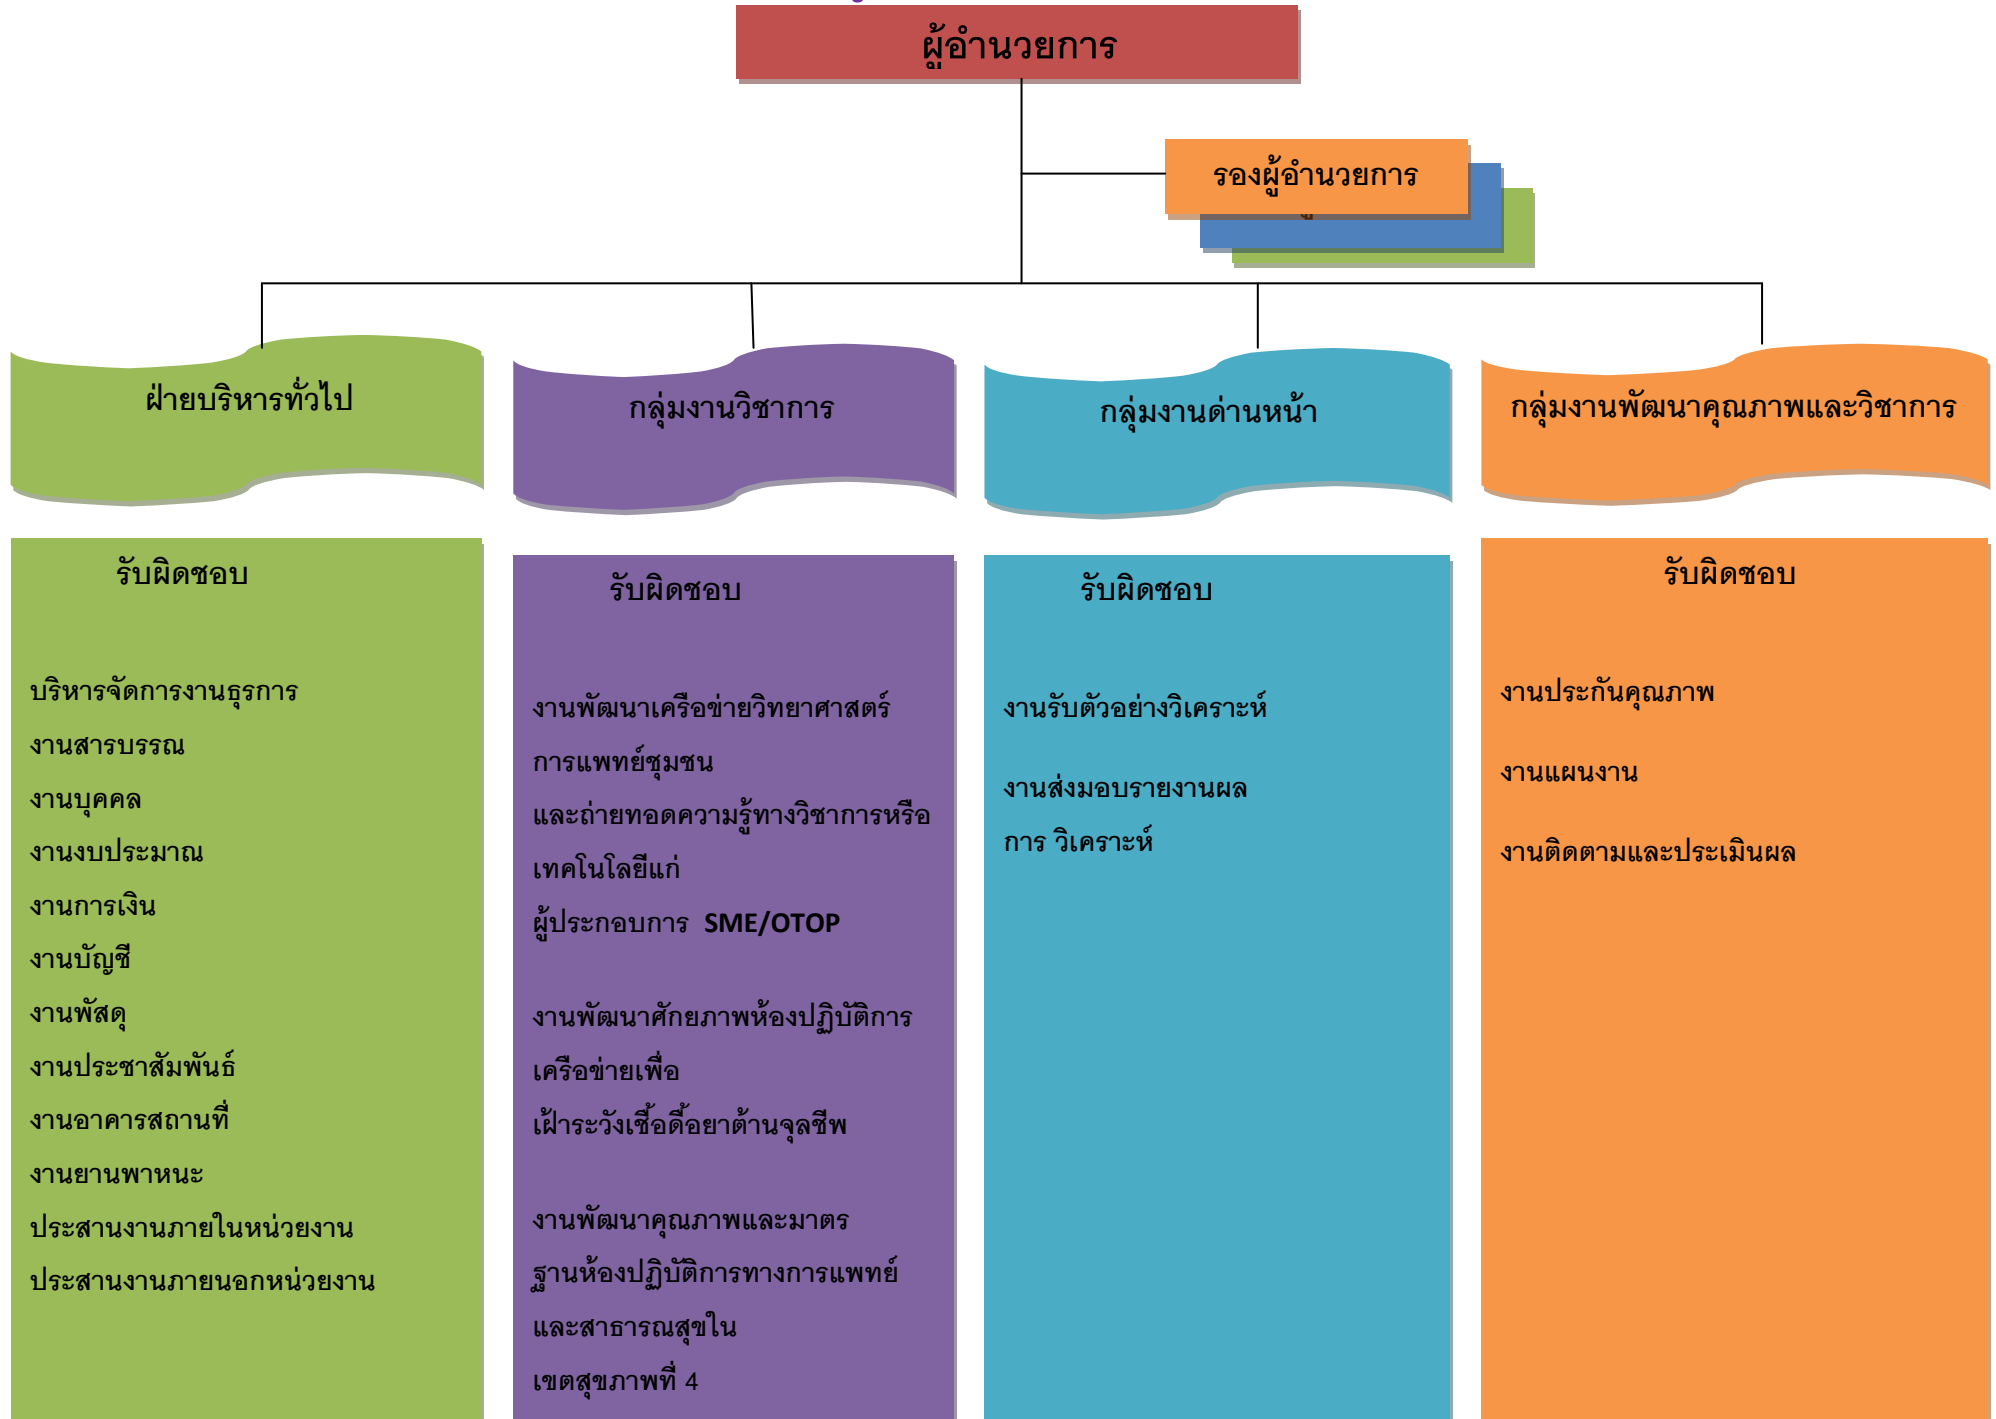 ผู้อำนวยการ
รองผู้อำนวยการ
ฝ่ายบริหารทั่วไป
กลุ่มงานวิชาการ
กลุ่มงานด่านหน้า
กลุ่มงานพัฒนาคุณภาพและวิชาการ
รับผิดชอบ
บริหารจัดการงานธุรการ
งานสารบรรณ
งานบุคคล
งานงบประมาณ
งานการเงิน
งานบัญชี
งานพัสดุ
งานประชาสัมพันธ์
งานอาคารสถานที่
งานยานพาหนะ
ประสานงานภายในหน่วยงาน
ประสานงานภายนอกหน่วยงาน
รับผิดชอบ
งานพัฒนาเครือข่ายวิทยาศาสตร์
การแพทย์ชุมชน
และถ่ายทอดความรู้ทางวิชาการหรือ
เทคโนโลยีแก่
ผู้ประกอบการ SME/OTOP
งานพัฒนาศักยภาพห้องปฏิบัติการ
เครือข่ายเพื่อ
เฝ้าระวังเชื้อดื้อยาต้านจุลชีพ
งานพัฒนาคุณภาพและมาตร
ฐานห้องปฏิบัติการทางการแพทย์
และสาธารณสุขใน
เขตสุขภาพที่ 4
รับผิดชอบ
งานรับตัวอย่างวิเคราะห์
งานส่งมอบรายงานผล
การ วิเคราะห์
รับผิดชอบ
งานประกันคุณภาพ
งานแผนงาน
งานติดตามและประเมินผล